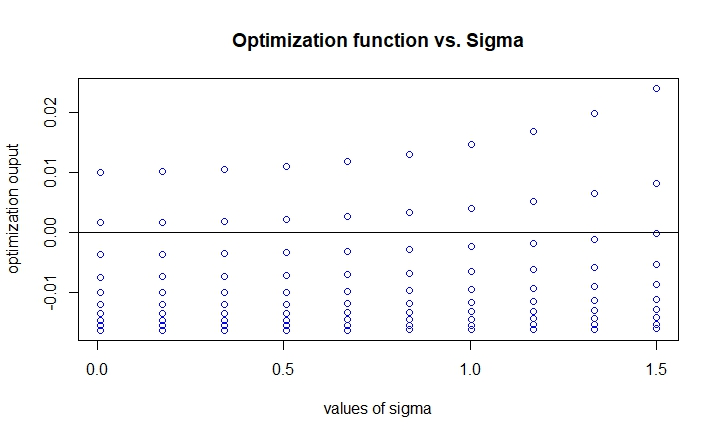 Optimization function vs. Sigma
optimization ouput
0.02
0.01
0.00
-0.01
0.0 0.5 1.0 1.5
values of sigma